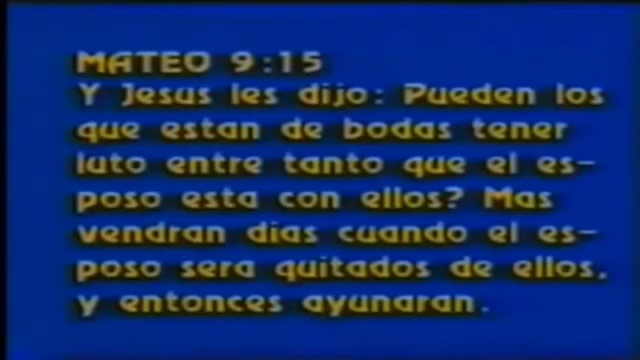 MATEO 9:15
Y Jesus les dijo: Pueden los
que estan de bodas tener
luto entre tanto que el es-
poso esta con ellos? Mas
vendran dias cuando el es-
poso sera quitados de ellos,
y entonces ayunaran.